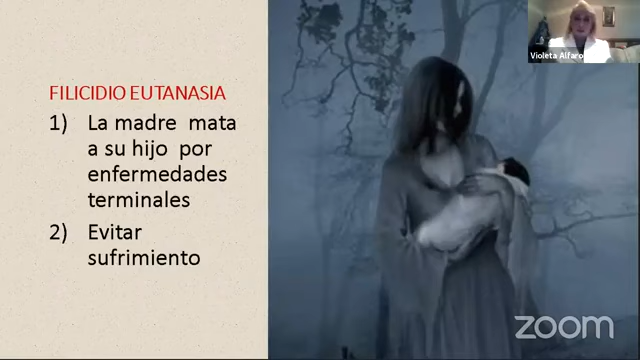 FILICIDIO EUTANASIA
1) La madre mata
a su hijo por
enfermedades
terminales
2) Evitar
sufrimiento
Violeta Alfaro
zoom